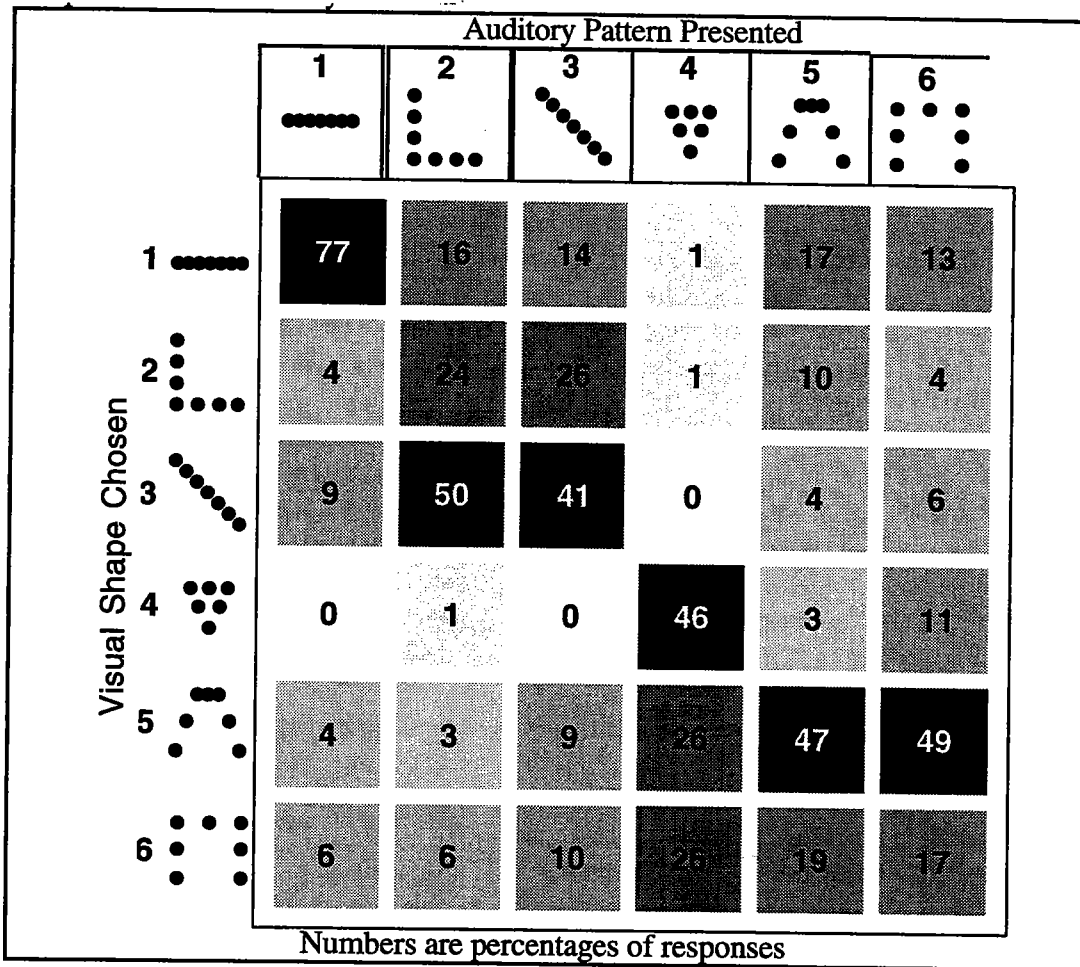 Auditory Pattern Presented
1 2 3 4 5 6
Visual Shape Chosen
1 77 16 14 1 17 13
2 4 24 26 1 10 4
3 9 50 41 0 4 6
4 0 1 0 46 3 11
5 4 3 9 26 47 49
6 6 6 10 26 19 17
Numbers are percentages of responses